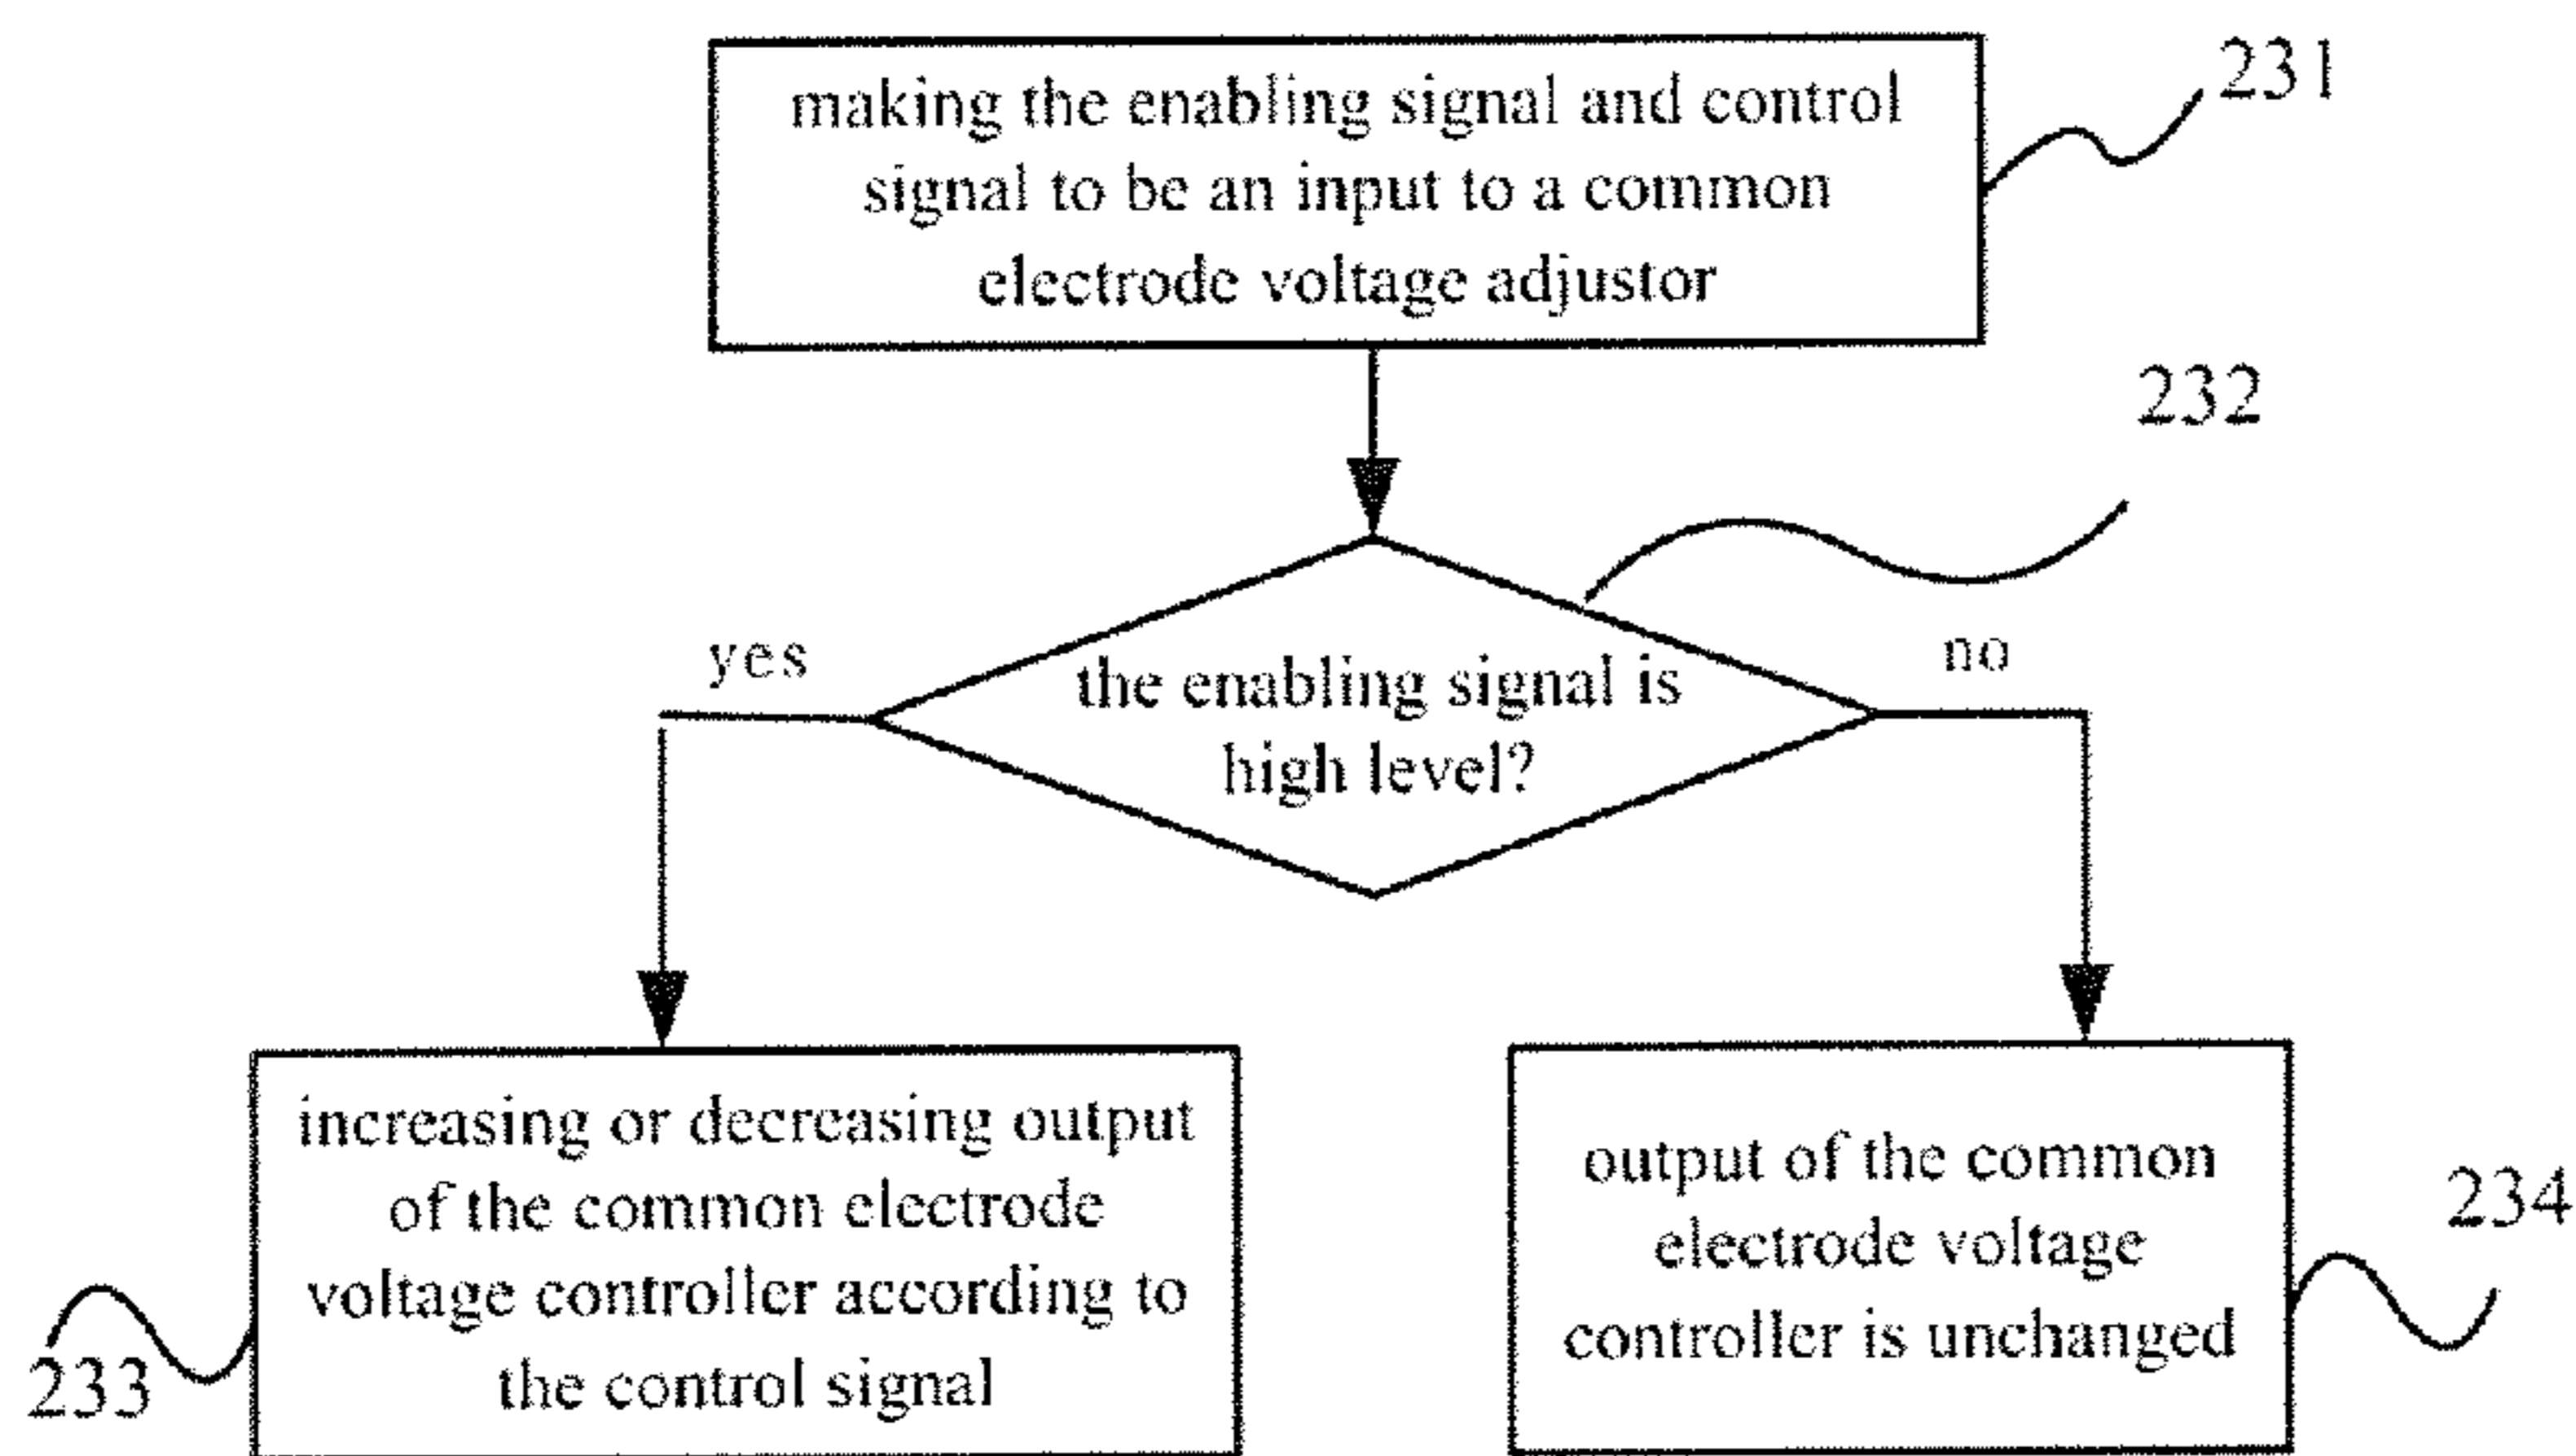 making the enabling signal and control
signal to be an input to a common
electrode voltage adjustor
231
232
yes
no
the enabling signal is
high level?
increasing or decreasing output
of the common electrode
voltage controller according to
the control signal
233
output of the common
electrode voltage
controller is unchanged
234